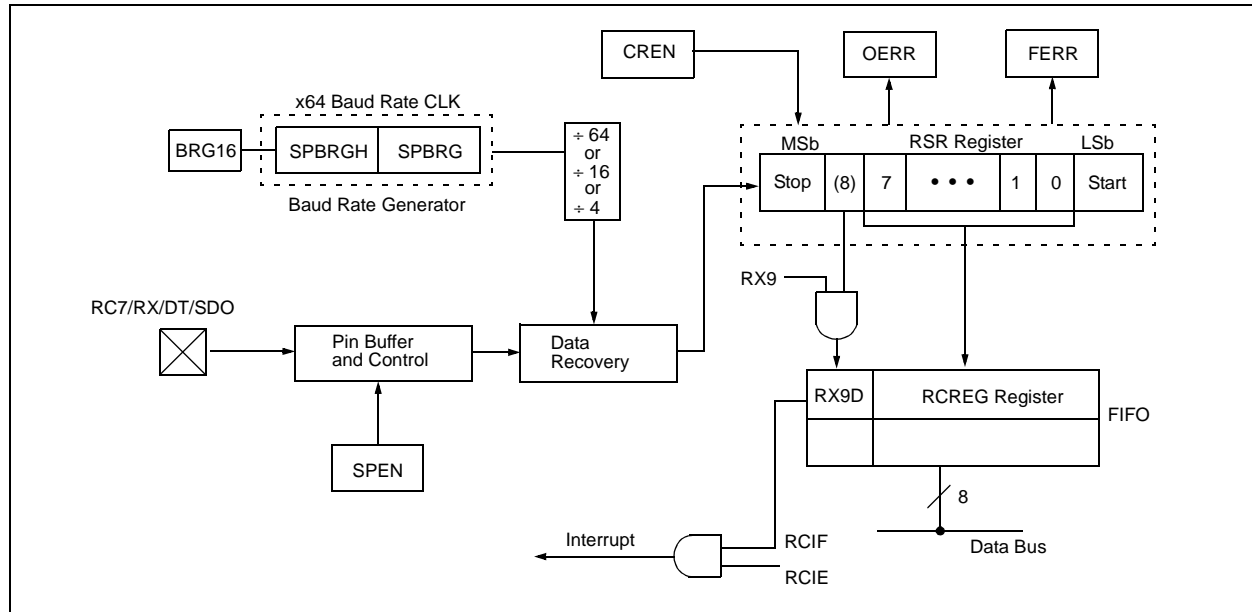 CREN
OERR
FERR
x64 Baud Rate CLK
BRG16
SPBRGH
SPBRG
Baud Rate Generator
÷ 64
or
÷ 16
or
÷ 4
MSb
RSR Register
LSb
Stop
(8)
7
• • •
1
0
Start
RX9
RC7/RX/DT/SDO
Pin Buffer
and Control
Data
Recovery
SPEN
RX9D
RCREG Register
FIFO
8
Data Bus
Interrupt
RCIF
RCIE